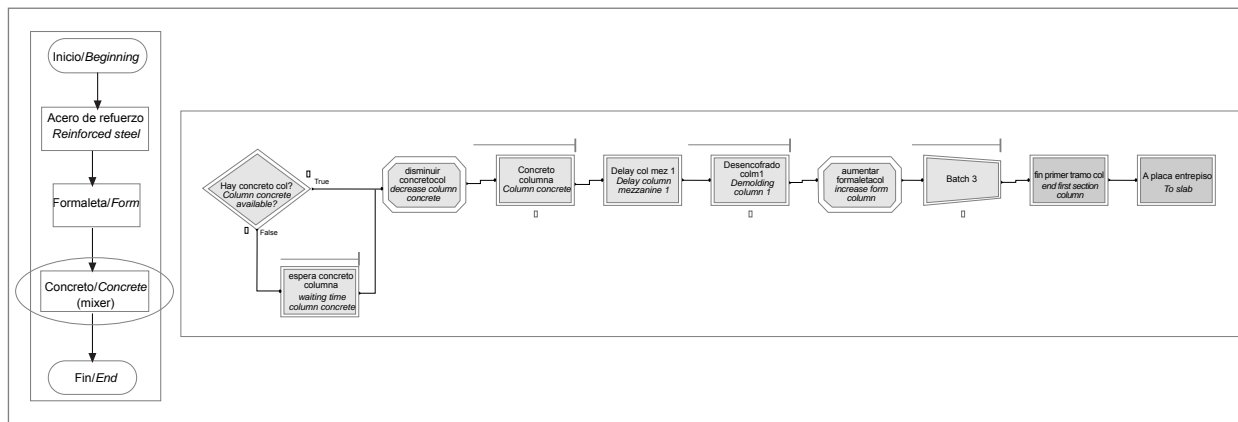 Inicio/Beginning
Acero de refuerzo
Reinforced steel
Formaleta/Form
Concreto/Concrete
(mixer)
Fin/End
Hay concreto col?
Column concrete
available?
True
False
espera concreto
columna
waiting time
column concrete
disminuir
concretocol
decrease column
concrete
Concreto
columna
Column concrete
Delay col mez 1
Delay column
mezzanine 1
Desencofrado
colm1
Demolding
column 1
aumentar
formaletacol
increase form
column
Batch 3
fin primer tramo col
end first section
column
A placa entrepiso
To slab